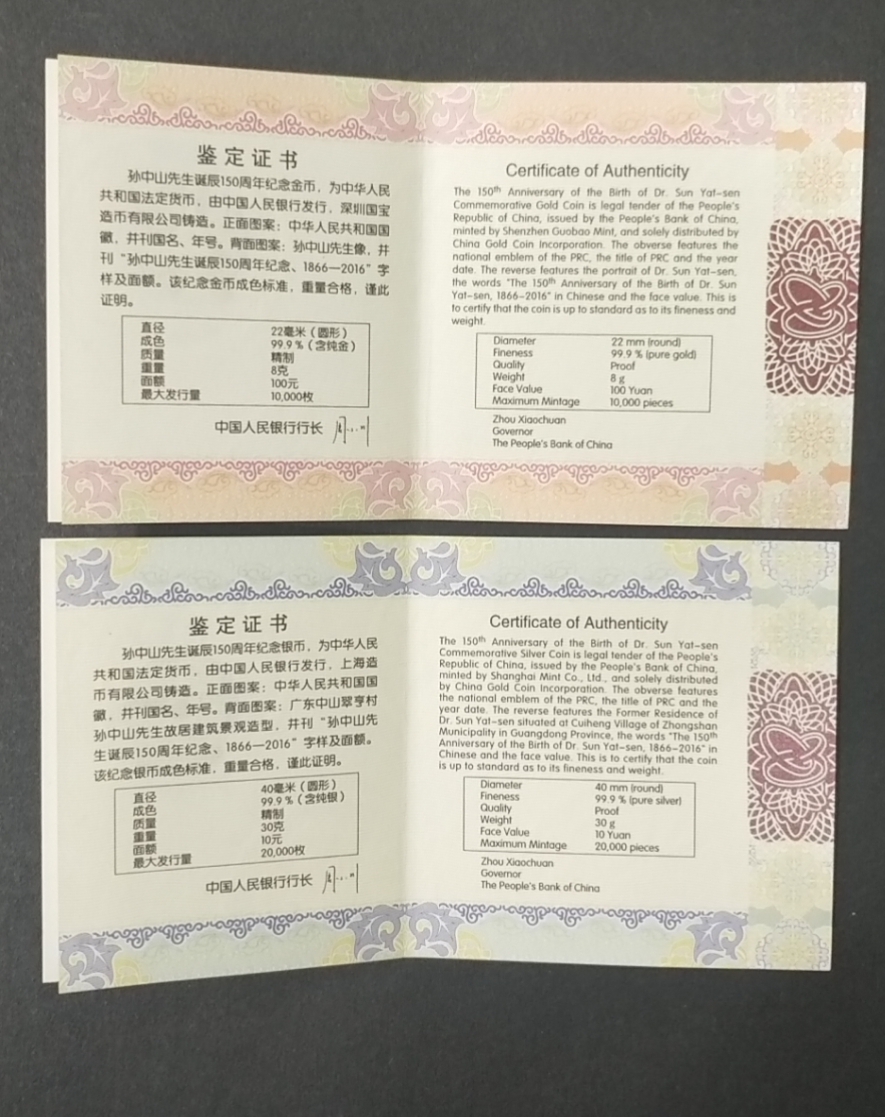 鉴定证书
孙中山先生诞辰150周年纪念金币，为中华人民
共和国法定货币，由中国人民银行发行，深圳国宝
造币有限公司铸造。正面图案：中华人民共和国国
徽，并刊国名、年号。背面图案：孙中山先生像，并
刊“孙中山先生诞辰150周年纪念、1866—2016”字
样及面额。该纪念金币成色标准，重量合格，谨此
证明。
直径 22毫米（圆形）
成色 99.9％（含纯金）
质量 精制
重量 8克
面额 100元
最大发行量 10,000枚
中国人民银行行长
Certificate of Authenticity
The 150th Anniversary of the Birth of Dr. Sun Yat-sen
Commemorative Gold Coin is legal tender of the People's
Republic of China, issued by the People's Bank of China,
minted by Shenzhen Guobao Mint, and solely distributed by
China Gold Coin Incorporation. The obverse features the
national emblem of the PRC, the title of PRC and the year
date. The reverse features the portrait of Dr. Sun Yat-sen,
the words "The 150th Anniversary of the Birth of Dr. Sun
Yat-sen, 1866-2016" in Chinese and the face value. This is
to certify that the coin is up to standard as to its fineness and
weight.
Diameter 22 mm (round)
Fineness 99.9 % (pure gold)
Quality Proof
Weight 8 g
Face Value 100 Yuan
Maximum Mintage 10,000 pieces
Zhou Xiaochuan
Governor
The People's Bank of China
鉴定证书
孙中山先生诞辰150周年纪念银币，为中华人民
共和国法定货币，由中国人民银行发行，上海造
币有限公司铸造。正面图案：中华人民共和国国
徽，并刊国名、年号。背面图案：广东中山翠亨村
孙中山先生故居建筑景观造型，并刊“孙中山先
生诞辰150周年纪念、1866—2016”字样及面额。
该纪念银币成色标准，重量合格，谨此证明。
直径 40毫米（圆形）
成色 99.9％（含纯银）
质量 精制
重量 30克
面额 10元
最大发行量 20,000枚
中国人民银行行长
Certificate of Authenticity
The 150th Anniversary of the Birth of Dr. Sun Yat-sen
Commemorative Silver Coin is legal tender of the People's
Republic of China, issued by the People's Bank of China,
minted by Shanghai Mint Co., Ltd., and solely distributed
by China Gold Coin Incorporation. The obverse features
the national emblem of the PRC, the title of PRC and the
year date. The reverse features the Former Residence of
Dr. Sun Yat-sen situated at Cuiheng Village of Zhongshan
Municipality in Guangdong Province, the words "The 150th
Anniversary of the Birth of Dr. Sun Yat-sen, 1866-2016" in
Chinese and the face value. This is to certify that the coin
is up to standard as to its fineness and weight.
Diameter 40 mm (round)
Fineness 99.9 % (pure silver)
Quality Proof
Weight 30 g
Face Value 10 Yuan
Maximum Mintage 20,000 pieces
Zhou Xiaochuan
Governor
The People's Bank of China